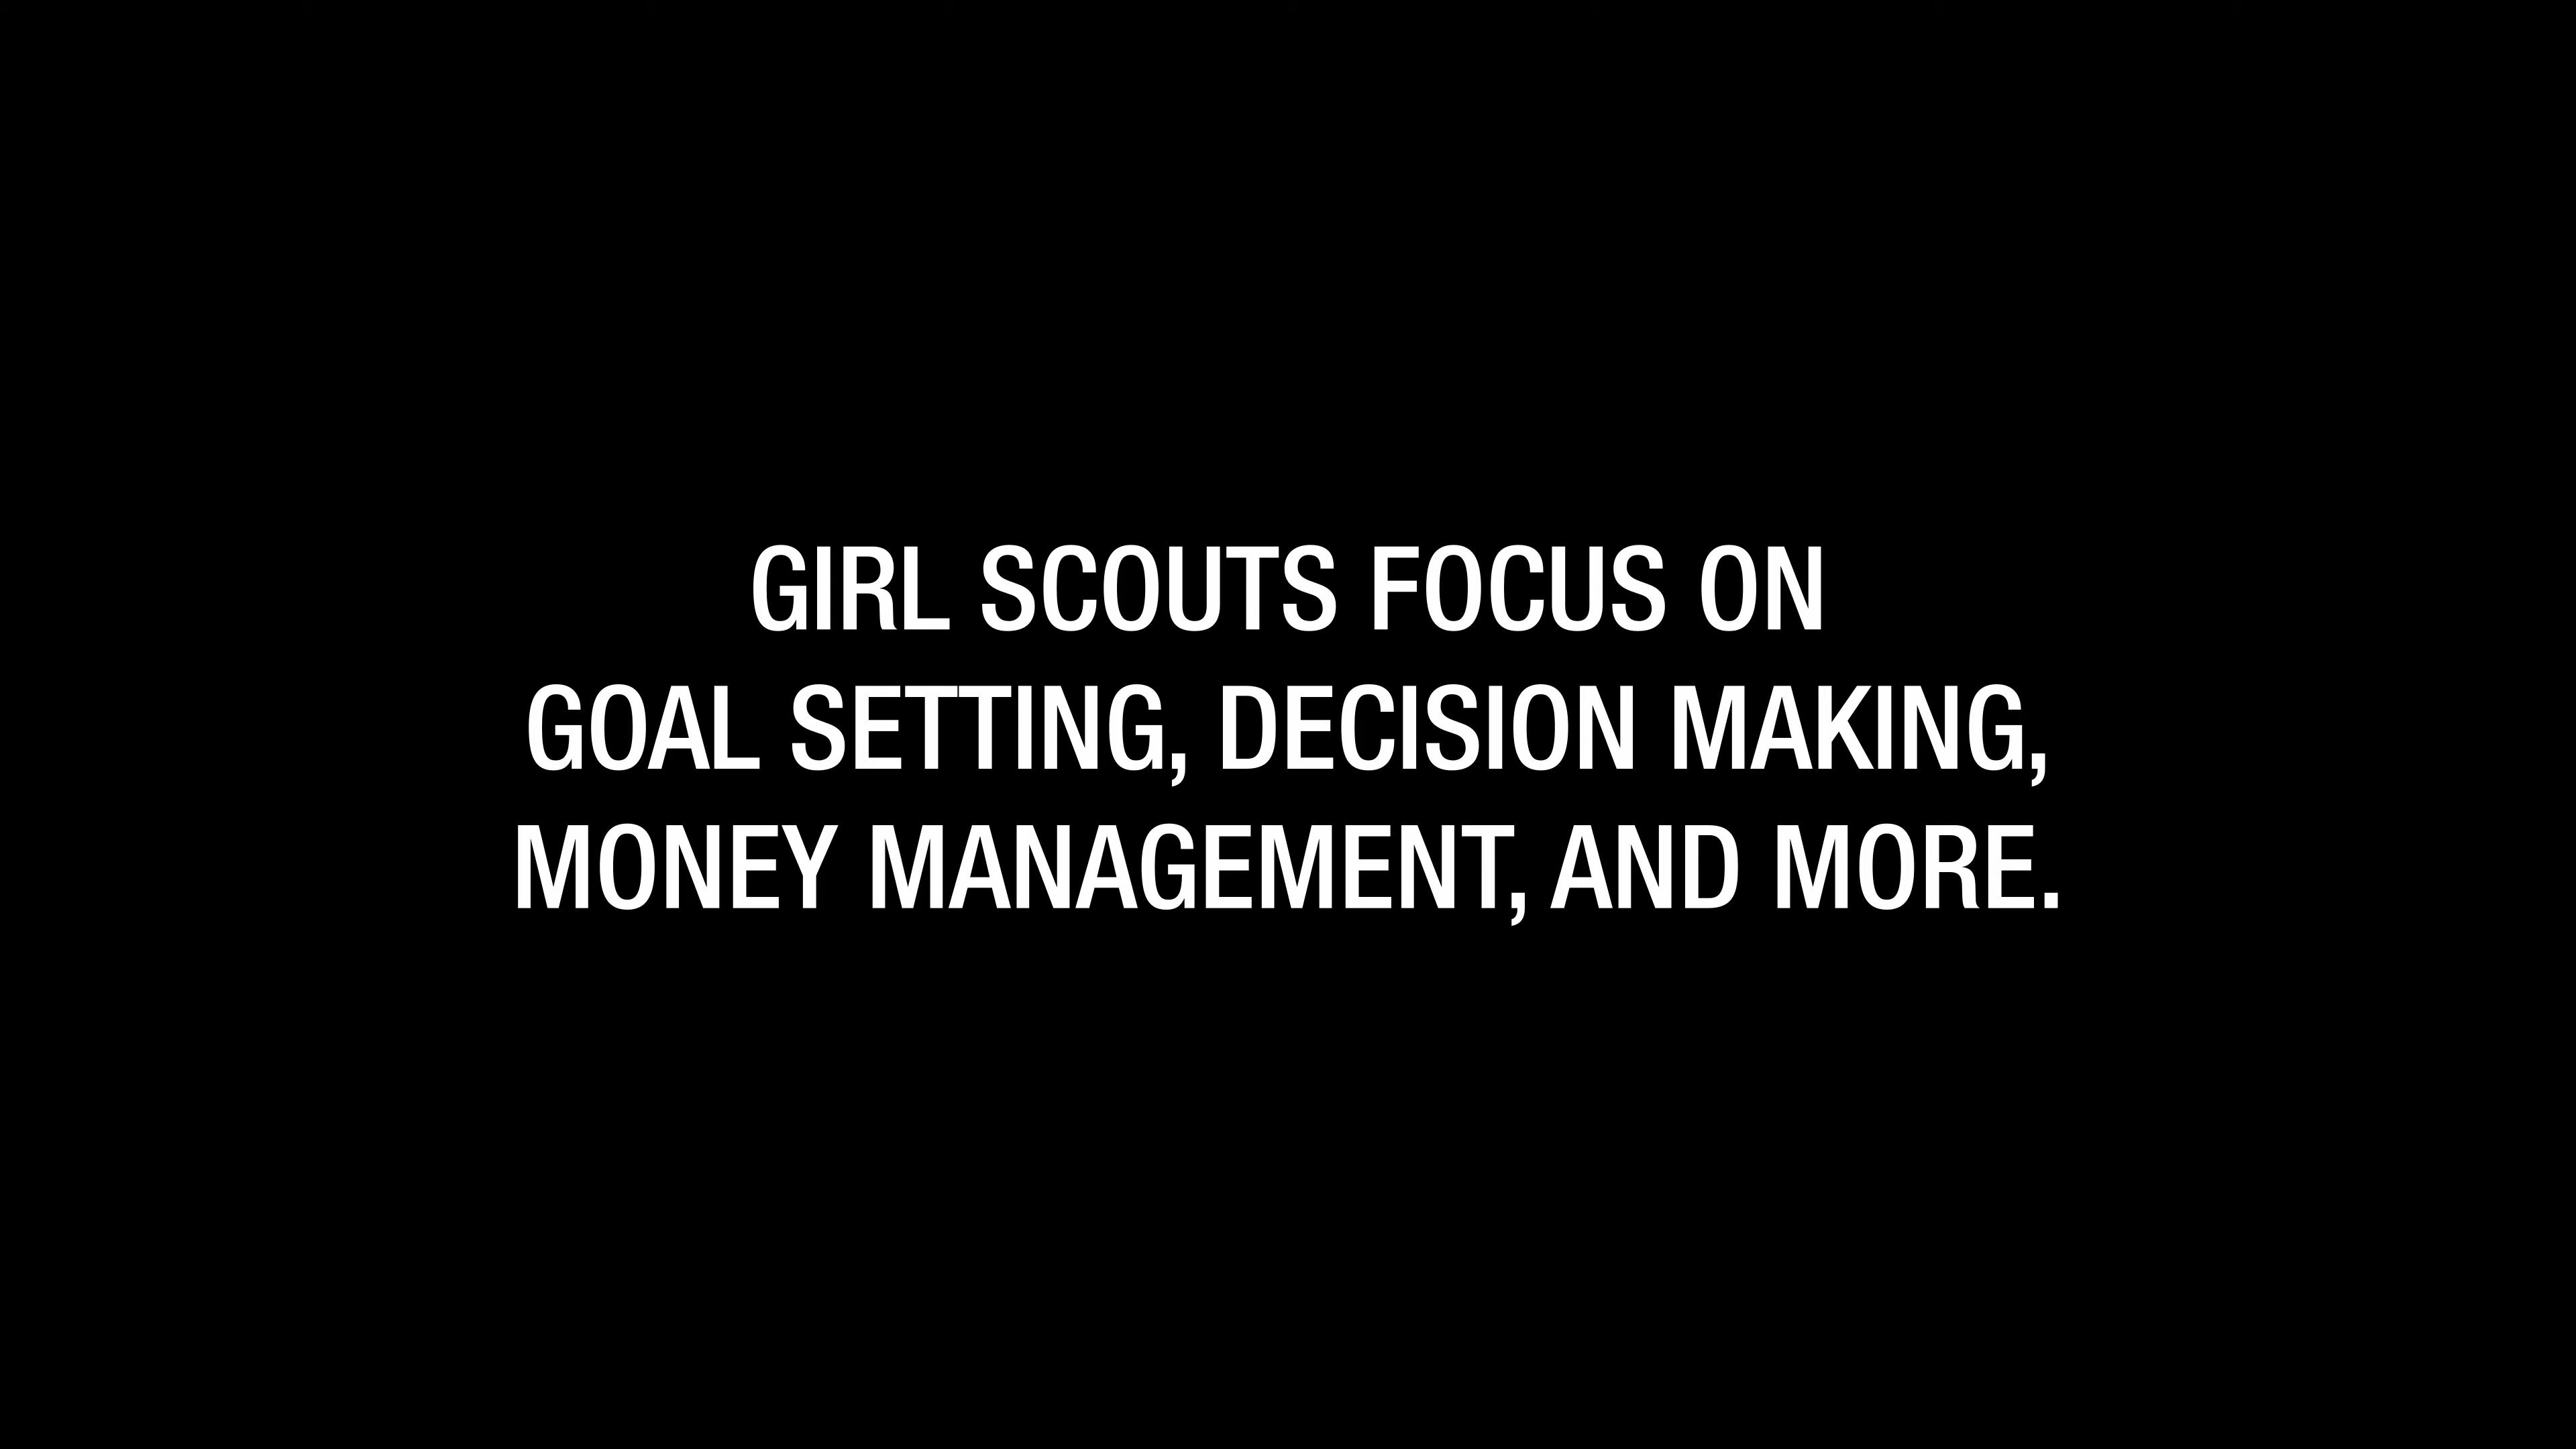 GIRL SCOUTS FOCUS ON
GOAL SETTING, DECISION MAKING,
MONEY MANAGEMENT, AND MORE.